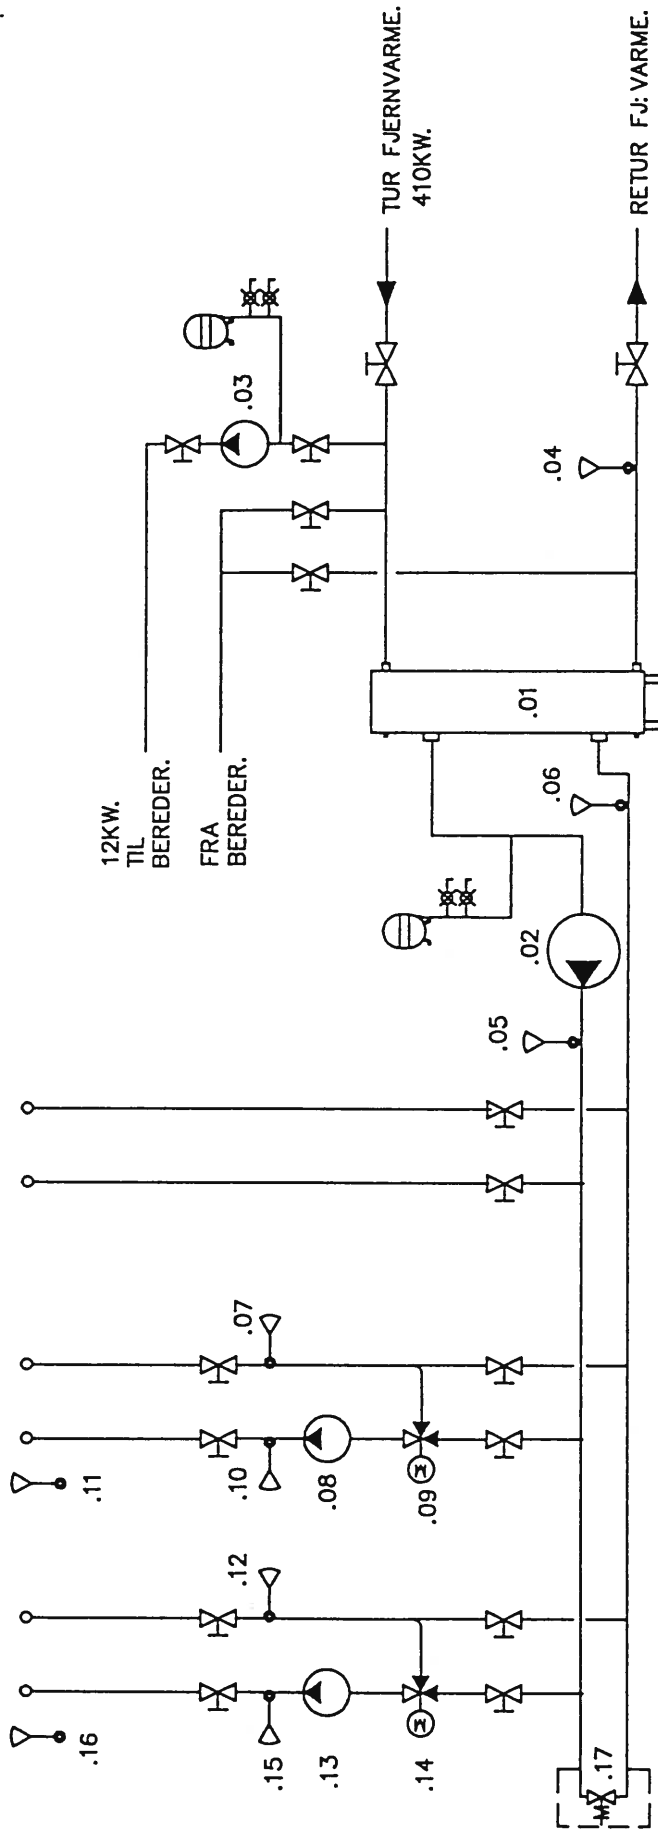 TUR FJERNVARME.
410KW.
RETUR FJ: VARME.
.03
.04
12KW.
TIL
BEREDER.
FRA
BEREDER.
.01
.06
.02
.05
.07
.11
.10
.08
.09
M
.12
.16
.15
.13
.14
M
.17
M